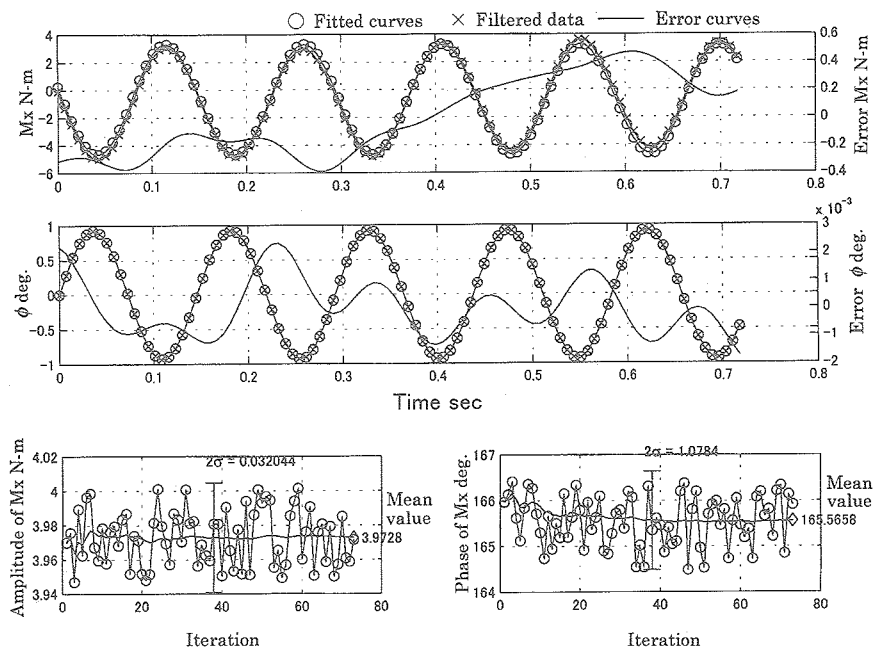 Fitted curves Filtered data Error curves
Mx N-m
4
2
0
-2
-4
-6
0.6
0.4
0.2
0
-0.2
-0.4
Error Mx N-m
0 0.1 0.2 0.3 0.4 0.5 0.6 0.7 0.8
x 10⁻³
ϕ deg.
1
0.5
0
-0.5
-1
3
2
1
0
-1
-2
Error ϕ deg.
0 0.1 0.2 0.3 0.4 0.5 0.6 0.7 0.8
Time sec
Amplitude of Mx N-m
4.02
4
3.98
3.96
3.94
2σ = 0.032044
Mean
value
3.9728
0 20 40 60 80
Iteration
Phase of Mx deg.
167
166
165
164
2σ = 1.0784
Mean
value
165.5658
0 20 40 60 80
Iteration